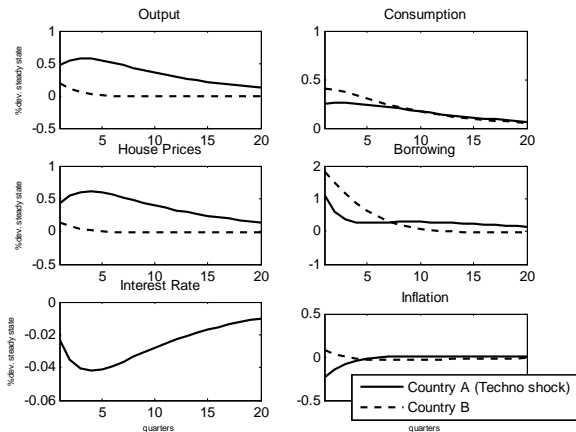 Output
Consumption
1
0.5
0
-0.5
%dev. steady state
5 10 15 20
1
0.5
0
5 10 15 20
House Prices
Borrowing
1
0.5
0
-0.5
%dev. steady state
5 10 15 20
2
1
0
-1
5 10 15 20
Interest Rate
Inflation
0
-0.02
-0.04
-0.06
%dev. steady state
5 10 15 20
quarters
0.5
0
-0.5
5 10 15 20
quarters
Country A (Techno shock)
Country B